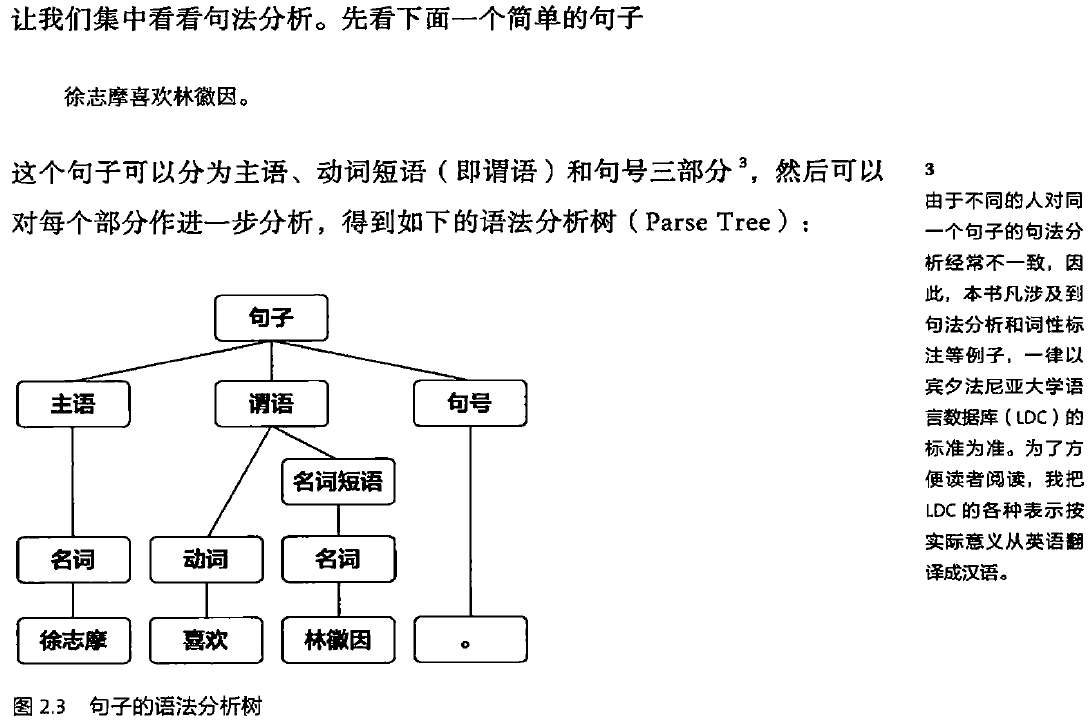 让我们集中看看句法分析。先看下面一个简单的句子
徐志摩喜欢林徽因。
这个句子可以分为主语、动词短语（即谓语）和句号三部分3，然后可以
对每个部分作进一步分析，得到如下的语法分析树（Parse Tree）：
句子
主语
谓语
句号
名词短语
名词
动词
名词
徐志摩
喜欢
林徽因
。
图 2.3 句子的语法分析树
3
由于不同的人对同
一个句子的句法分
析经常不一致，因
此，本书凡涉及到
句法分析和词性标
注等例子，一律以
宾夕法尼亚大学语
言数据库（LDC）的
标准为准。为了方
便读者阅读，我把
LDC 的各种表示按
实际意义从英语翻
译成汉语。